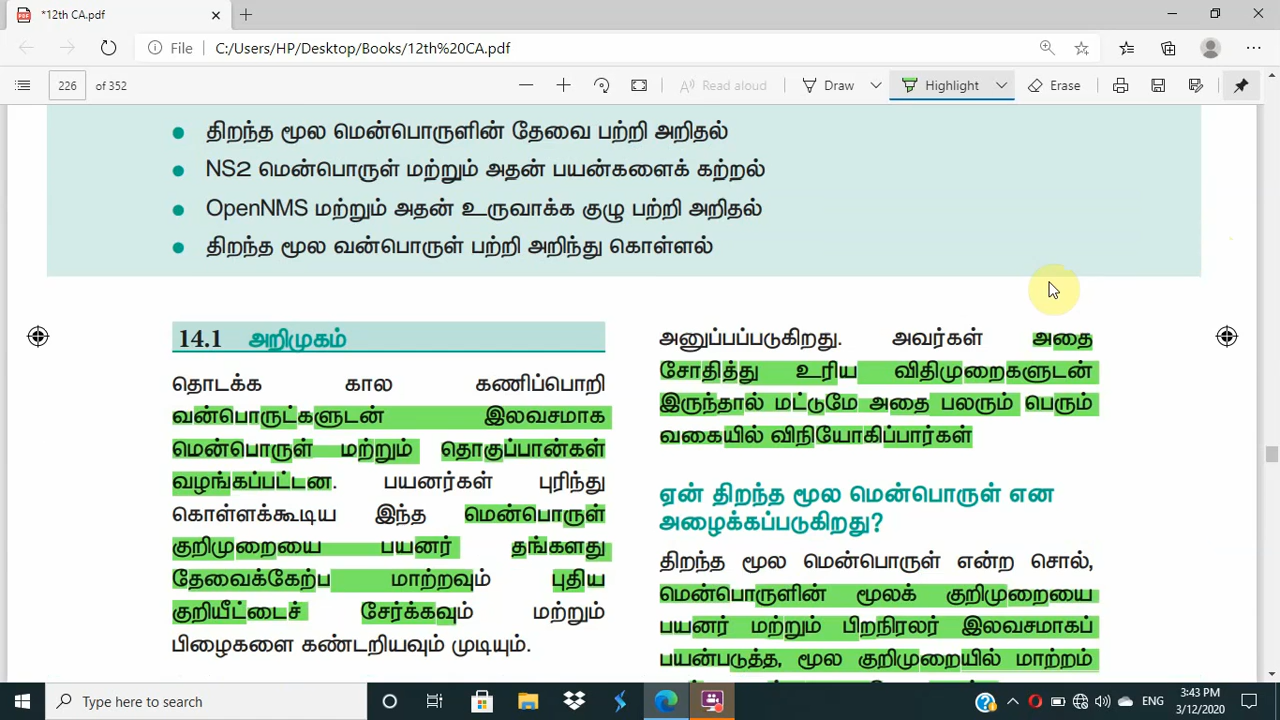 *12th CA.pdf
File C:/Users/HP/Desktop/Books/12th%20CA.pdf
226 of 352 Read aloud Draw Highlight Erase
திறந்த மூல மென்பொருளின் தேவை பற்றி அறிதல்
NS2 மென்பொருள் மற்றும் அதன் பயன்களைக் கற்றல்
OpenNMS மற்றும் அதன் உருவாக்க குழு பற்றி அறிதல்
திறந்த மூல வன்பொருள் பற்றி அறிந்து கொள்ளல்
14.1 அறிமுகம்
தொடக்க கால கணிப்பொறி
வன்பொருட்களுடன் இலவசமாக
மென்பொருள் மற்றும் தொகுப்பான்கள்
வழங்கப்பட்டன. பயனர்கள் புரிந்து
கொள்ளக்கூடிய இந்த மென்பொருள்
குறிமுறையை பயனர் தங்களது
தேவைக்கேற்ப மாற்றவும் புதிய
குறியீட்டைச் சேர்க்கவும் மற்றும்
பிழைகளை கண்டறியவும் முடியும்.
அனுப்பப்படுகிறது. அவர்கள் அதை
சோதித்து உரிய விதிமுறைகளுடன்
இருந்தால் மட்டுமே அதை பலரும் பெரும்
வகையில் விநியோகிப்பார்கள்
ஏன் திறந்த மூல மென்பொருள் என
அழைக்கப்படுகிறது?
திறந்த மூல மென்பொருள் என்ற சொல்,
மென்பொருளின் மூலக் குறிமுறையை
பயனர் மற்றும் பிறநிரலர் இலவசமாகப்
பயன்படுத்த, மூல குறிமுறையில் மாற்றம்
Type here to search ENG 3:43 PM
3/12/2020